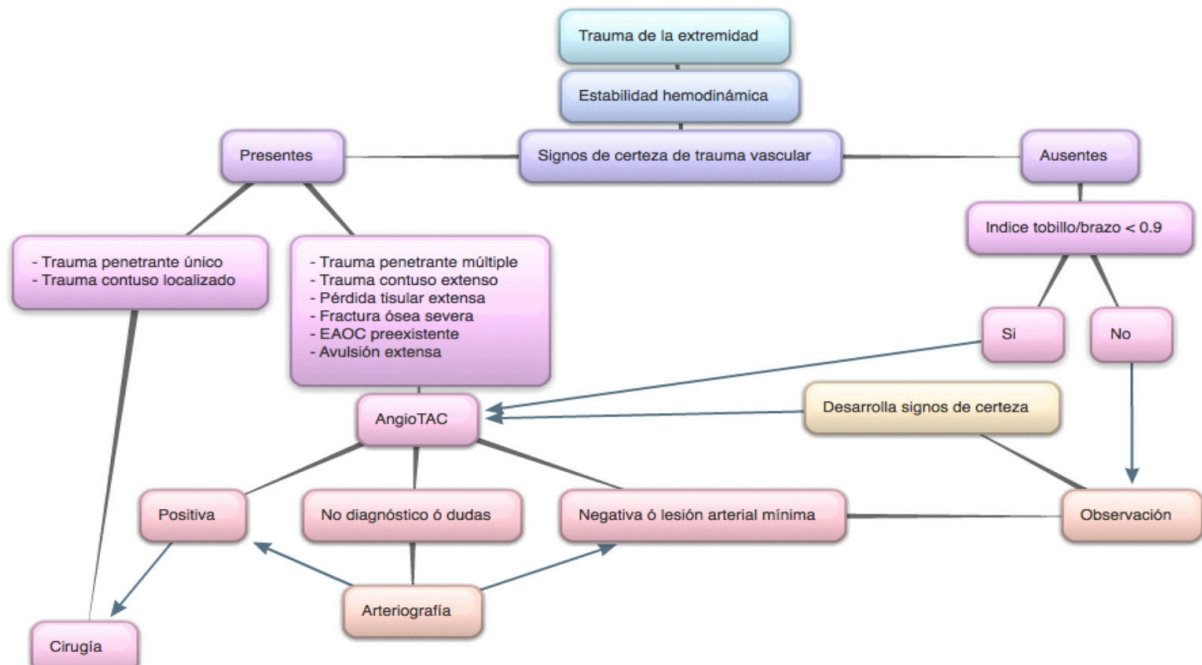 Trauma de la extremidad
Estabilidad hemodinámica
Presentes
Signos de certeza de trauma vascular
Ausentes
Indice tobillo/brazo < 0.9
- Trauma penetrante único
- Trauma contuso localizado
- Trauma penetrante múltiple
- Trauma contuso extenso
- Pérdida tisular extensa
- Fractura ósea severa
- EAOC preexistente
- Avulsión extensa
Si
No
Desarrolla signos de certeza
AngioTAC
Positiva
No diagnóstico ó dudas
Negativa ó lesión arterial mínima
Observación
Arteriografía
Cirugía